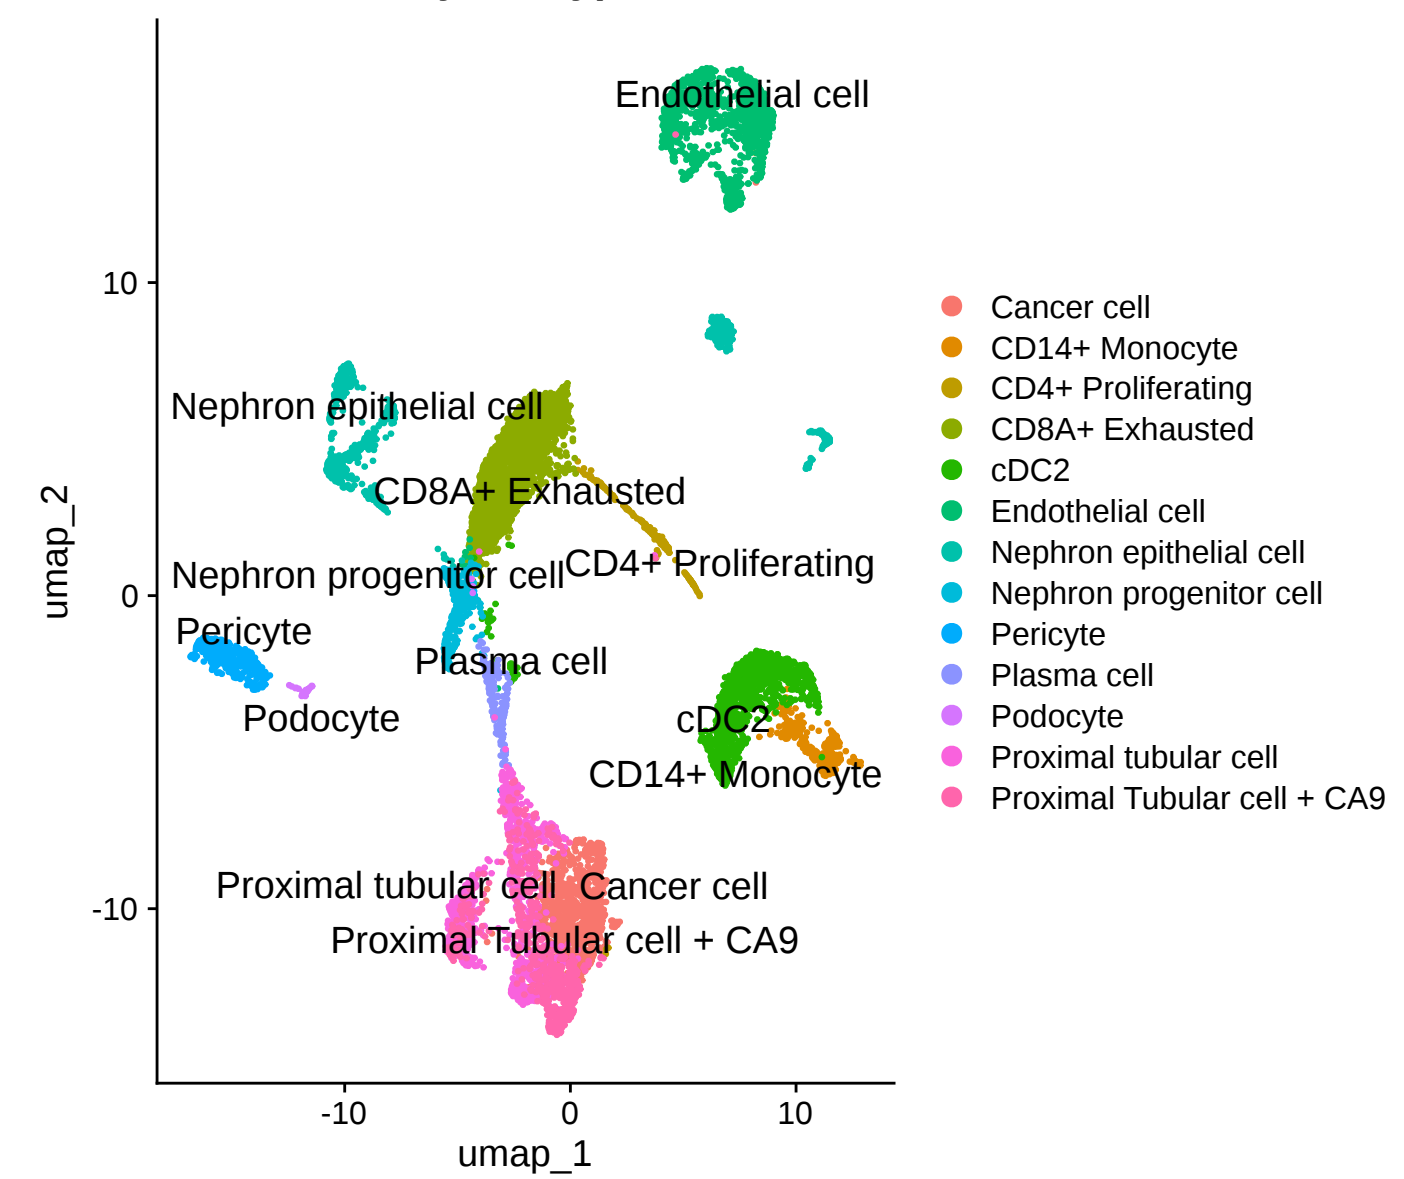 Endothelial cell
10
Nephron epithelial cell
CD8A+ Exhausted
CD4+ Proliferating
Nephron progenitor cell
0
Pericyte
Plasma cell
Podocyte
cDC2
CD14+ Monocyte
Proximal tubular cell
Cancer cell
-10
Proximal Tubular cell + CA9
umap_2
-10
0
10
umap_1
Cancer cell
CD14+ Monocyte
CD4+ Proliferating
CD8A+ Exhausted
cDC2
Endothelial cell
Nephron epithelial cell
Nephron progenitor cell
Pericyte
Plasma cell
Podocyte
Proximal tubular cell
Proximal Tubular cell + CA9